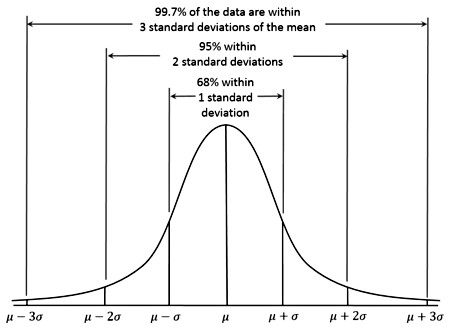 99.7% of the data are within
3 standard deviations of the mean
95% within
2 standard deviations
68% within
1 standard
deviation
μ − 3σ μ − 2σ μ − σ μ μ + σ μ + 2σ μ + 3σ